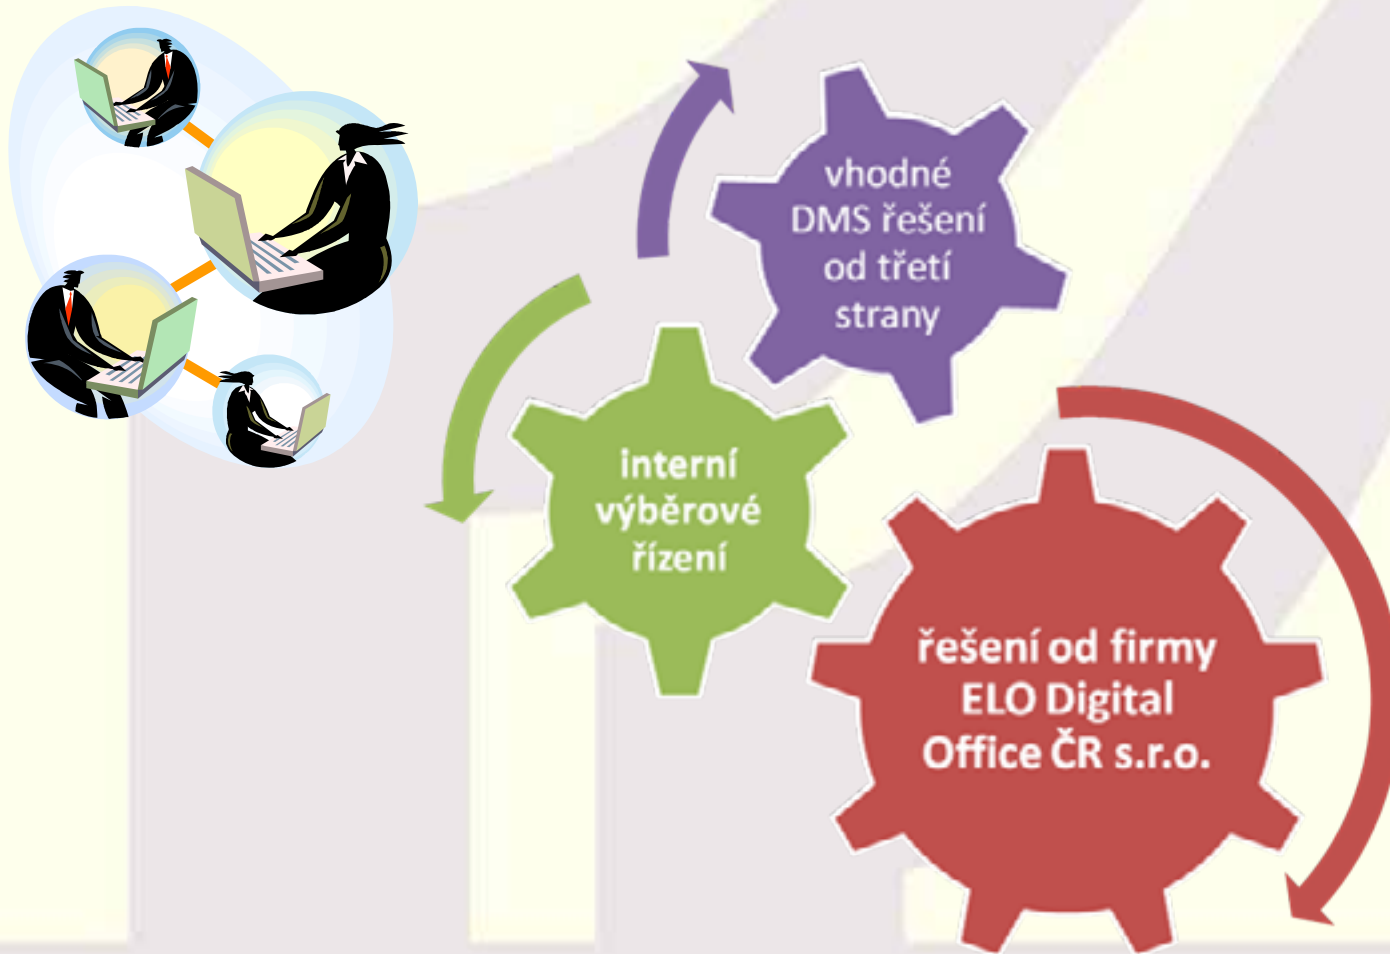 vhodné
DMS řešení
od třetí
strany
interní
výběrové
řízení
řešení od firmy
ELO Digital
Office ČR s.r.o.